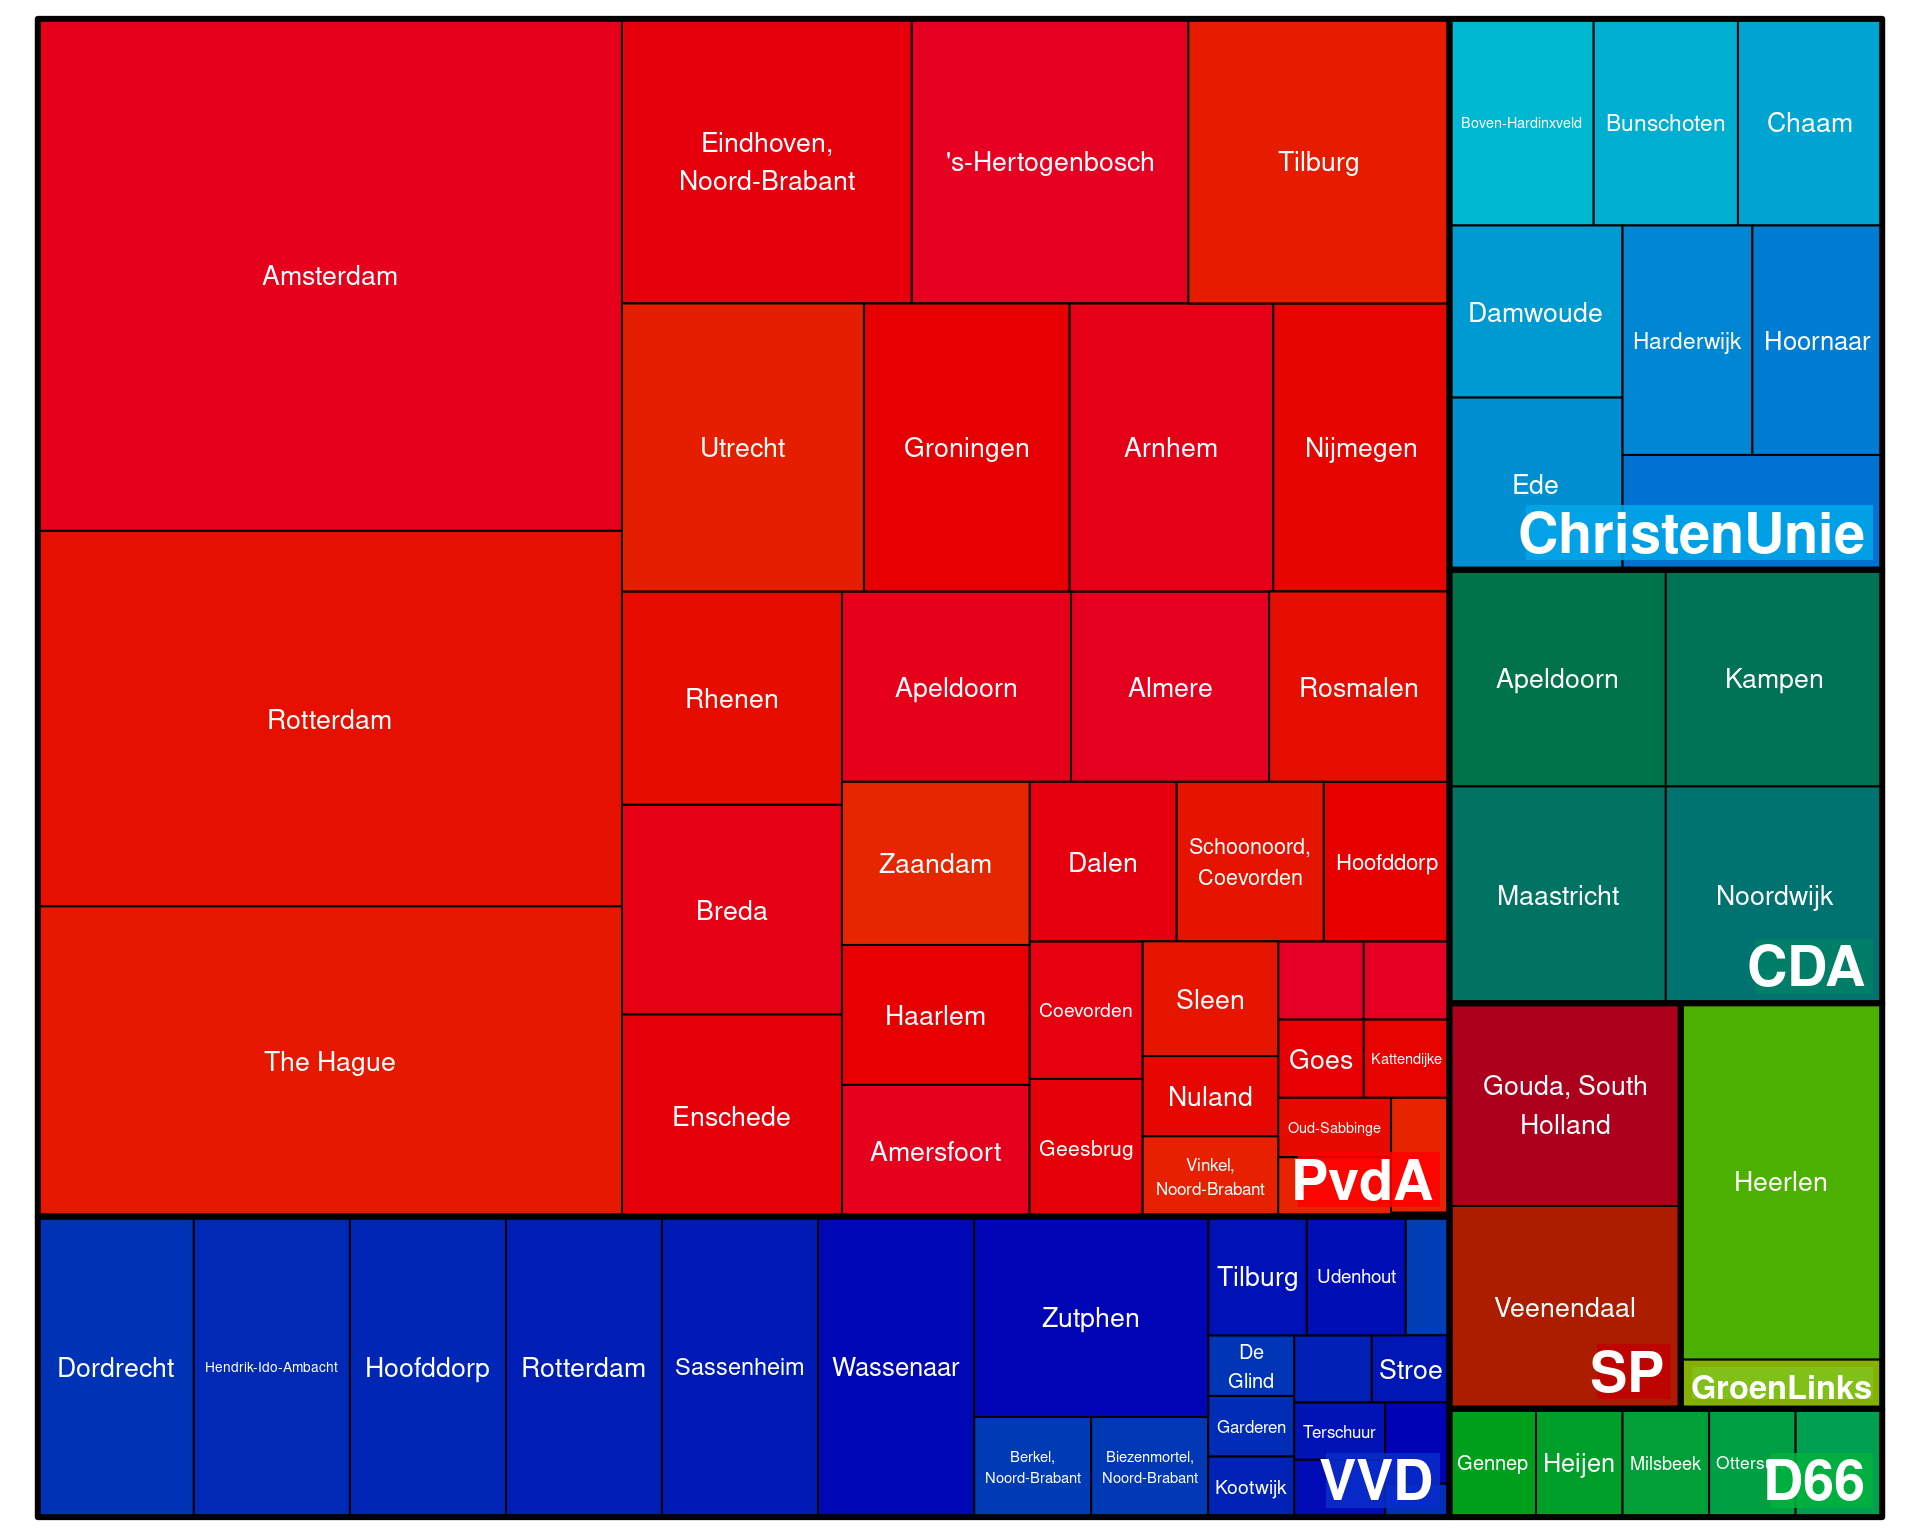 Amsterdam
Rotterdam
The Hague
Eindhoven,
Noord-Brabant
's-Hertogenbosch
Tilburg
Utrecht
Groningen
Arnhem
Nijmegen
Rhenen
Breda
Enschede
Apeldoorn
Almere
Rosmalen
Zaandam
Haarlem
Amersfoort
Dalen
Schoonoord,
Coevorden
Hoofddorp
Coevorden
Geesbrug
Sleen
Nuland
Vinkel,
Noord-Brabant
Goes
Kattendijke
Oud-Sabbinge
PvdA
Dordrecht
Hendrik-Ido-Ambacht
Hoofddorp
Rotterdam
Sassenheim
Wassenaar
Zutphen
Berkel,
Noord-Brabant
Biezenmortel,
Noord-Brabant
Tilburg
Udenhout
De
Glind
Garderen
Kootwijk
Stroe
Terschuur
VVD
Boven-Hardinxveld
Bunschoten
Chaam
Damwoude
Ede
Harderwijk
Hoornaar
ChristenUnie
Apeldoorn
Kampen
Maastricht
Noordwijk
CDA
Gouda, South
Holland
Veenendaal
SP
Heerlen
GroenLinks
Gennep
Heijen
Milsbeek
D66